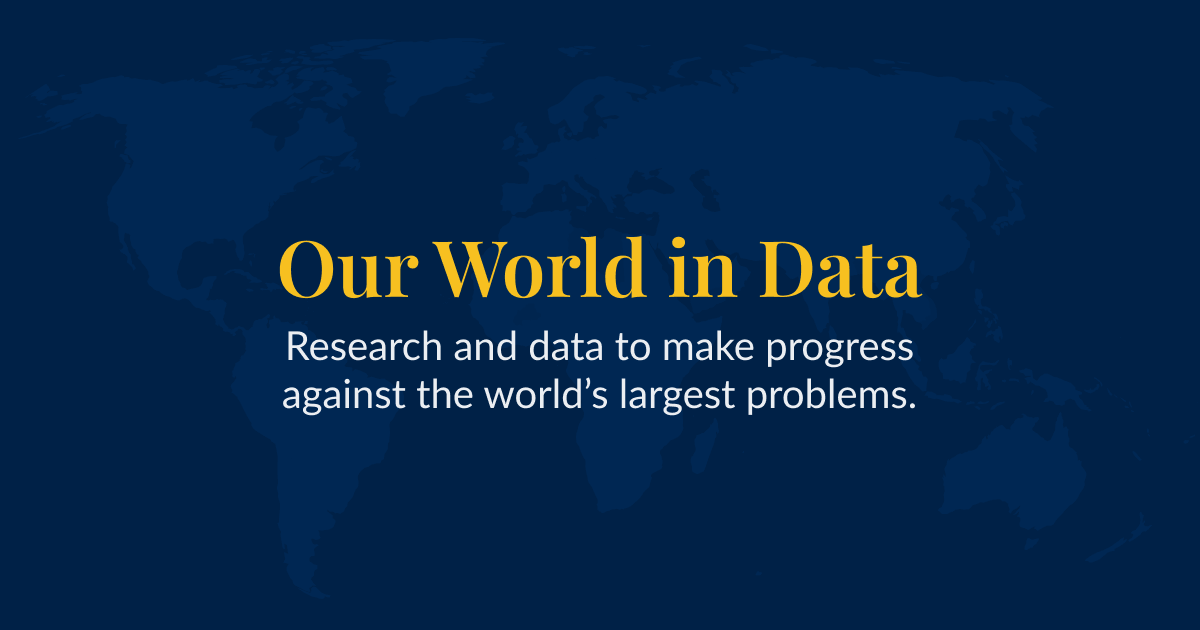 Our World in Data
Research and data to make progress
against the world’s largest problems.